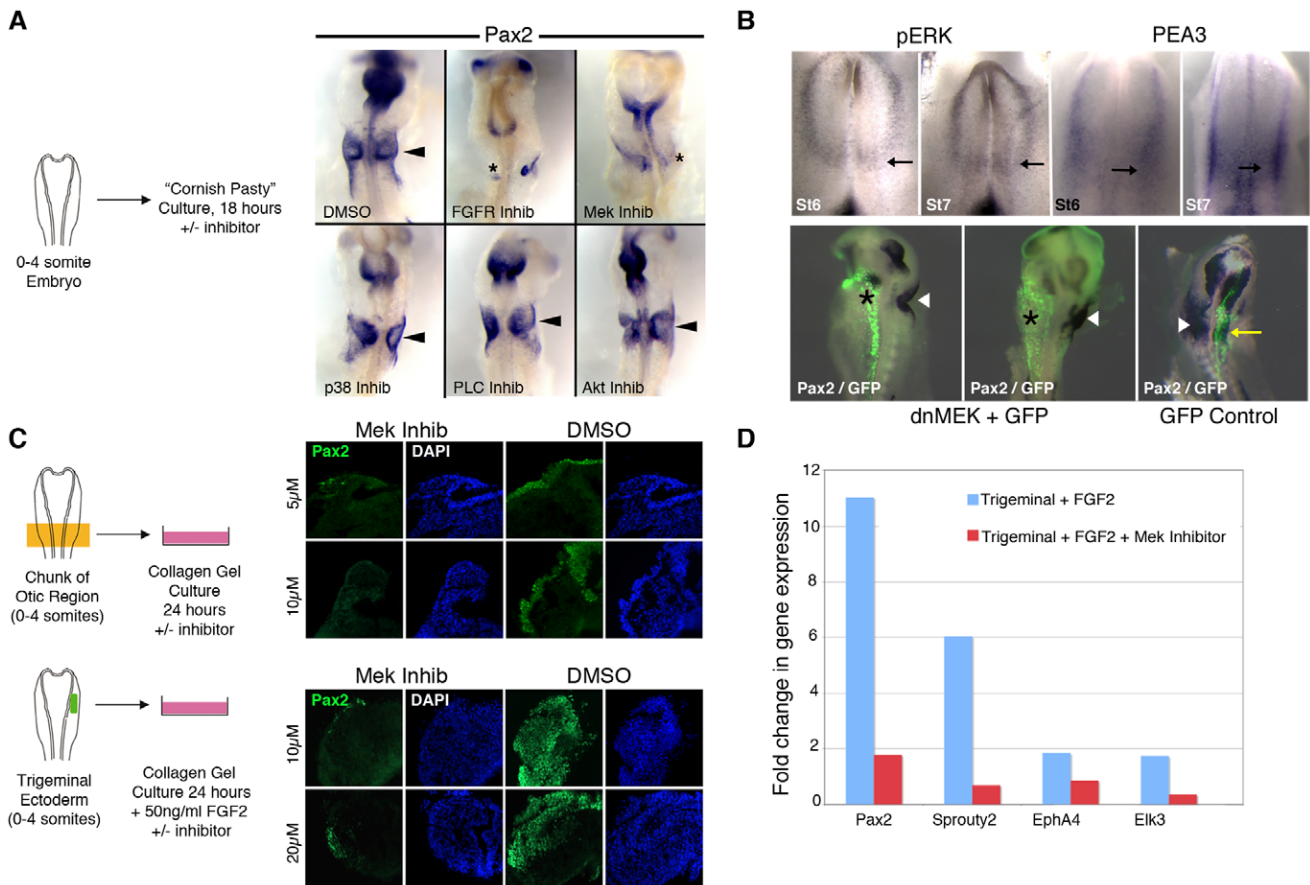 A
Pax2
DMSO
FGFR Inhib
Mek Inhib
p38 Inhib
PLC Inhib
Akt Inhib
*
*
0-4 somite
Embryo
“Cornish Pasty”
Culture, 18 hours
+/- inhibitor
B
pERK
PEA3
St6
St7
St6
St7
*
*
Pax2 / GFP
Pax2 / GFP
Pax2 / GFP
dnMEK + GFP
GFP Control
C
Chunk of
Otic Region
(0-4 somites)
Collagen Gel
Culture
24 hours
+/- inhibitor
Mek Inhib
DMSO
Pax2
DAPI
5µM
10µM
Trigeminal
Ectoderm
(0-4 somites)
Collagen Gel
Culture 24 hours
+ 50ng/ml FGF2
+/- inhibitor
Mek Inhib
DMSO
Pax2
DAPI
10µM
20µM
D
Fold change in gene expression
12
10
8
6
4
2
0
Trigeminal + FGF2
Trigeminal + FGF2 + Mek Inhibitor
Pax2
Sprouty2
EphA4
Elk3